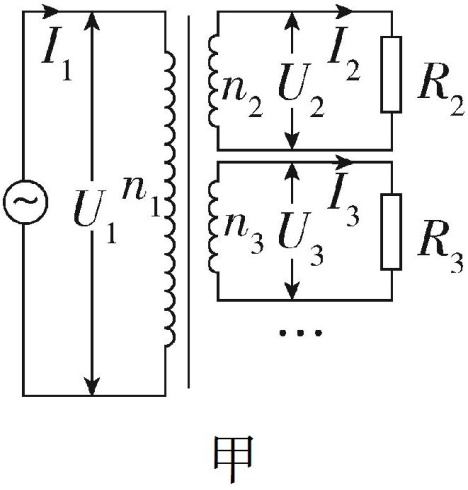 I₁ U₁ n₁ n₂ U₂ I₂ R₂
n₃ U₃ I₃ R₃
…
甲